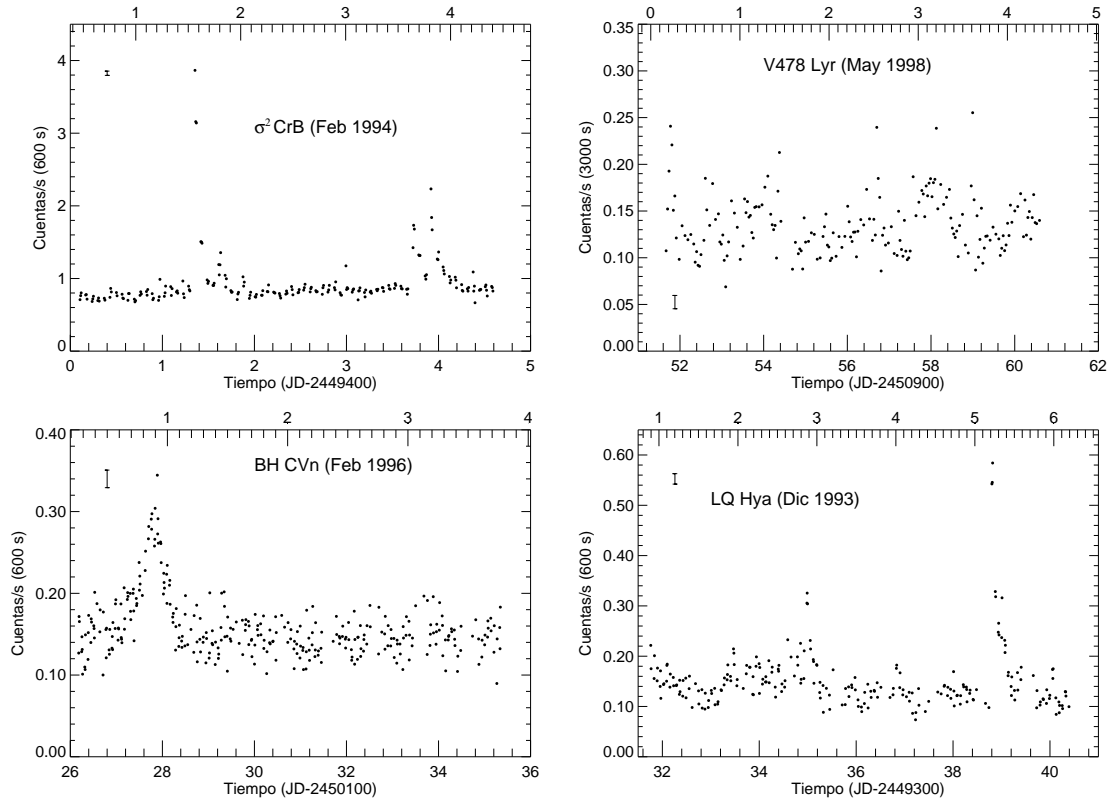 0 1 2 3 4
Cuentas/s (600 s)
4
3
2
1
0
σ² CrB (Feb 1994)
0 1 2 3 4 5
Tiempo (JD-2449400)
0 1 2 3 4 5
Cuentas/s (3000 s)
0.35
0.30
0.25
0.20
0.15
0.10
0.05
0.00
V478 Lyr (May 1998)
52 54 56 58 60 62
Tiempo (JD-2450900)
1 2 3 4
Cuentas/s (600 s)
0.40
0.30
0.20
0.10
0.00
BH CVn (Feb 1996)
26 28 30 32 34 36
Tiempo (JD-2450100)
1 2 3 4 5 6
Cuentas/s (600 s)
0.60
0.50
0.40
0.30
0.20
0.10
0.00
LQ Hya (Dic 1993)
32 34 36 38 40
Tiempo (JD-2449300)